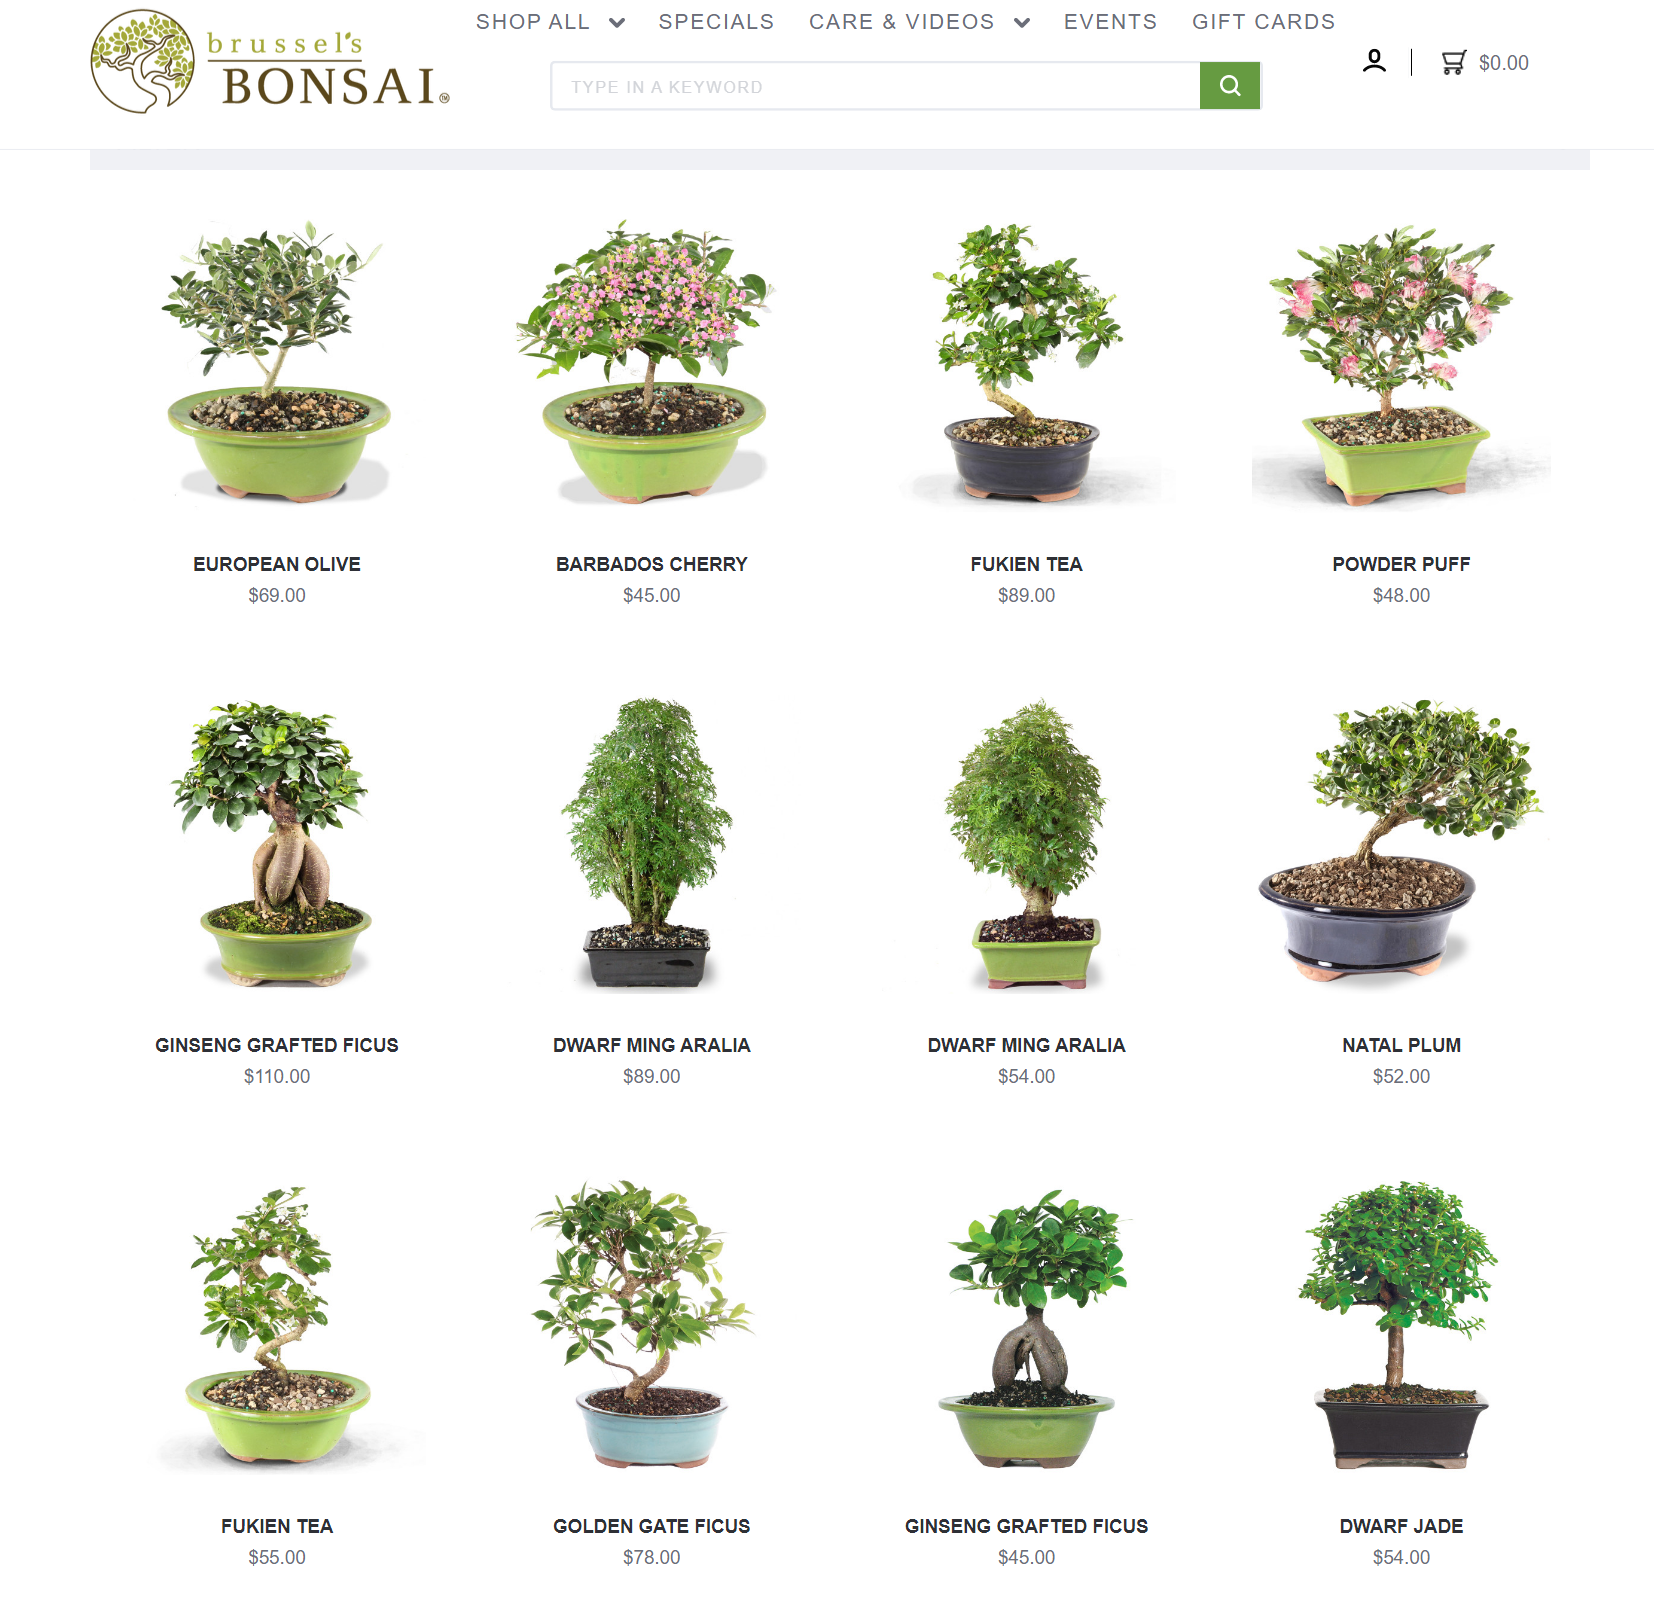 SHOP ALL SPECIALS CARE & VIDEOS EVENTS GIFT CARDS
brussel's
BONSAI
TYPE IN A KEYWORD
$0.00
EUROPEAN OLIVE
$69.00
BARBADOS CHERRY
$45.00
FUKIEN TEA
$89.00
POWDER PUFF
$48.00
GINSENG GRAFTED FICUS
$110.00
DWARF MING ARALIA
$89.00
DWARF MING ARALIA
$54.00
NATAL PLUM
$52.00
FUKIEN TEA
$55.00
GOLDEN GATE FICUS
$78.00
GINSENG GRAFTED FICUS
$45.00
DWARF JADE
$54.00